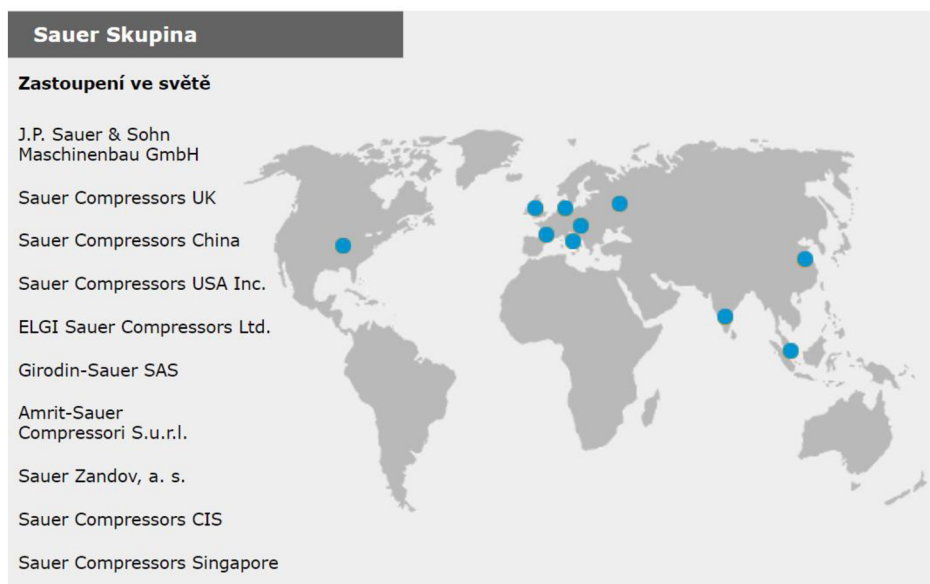 Sauer Skupina
Zastoupení ve světě
J.P. Sauer & Sohn
Maschinenbau GmbH
Sauer Compressors UK
Sauer Compressors China
Sauer Compressors USA Inc.
ELGI Sauer Compressors Ltd.
Girodin-Sauer SAS
Amrit-Sauer
Compressori S.u.r.l.
Sauer Zandov, a. s.
Sauer Compressors CIS
Sauer Compressors Singapore